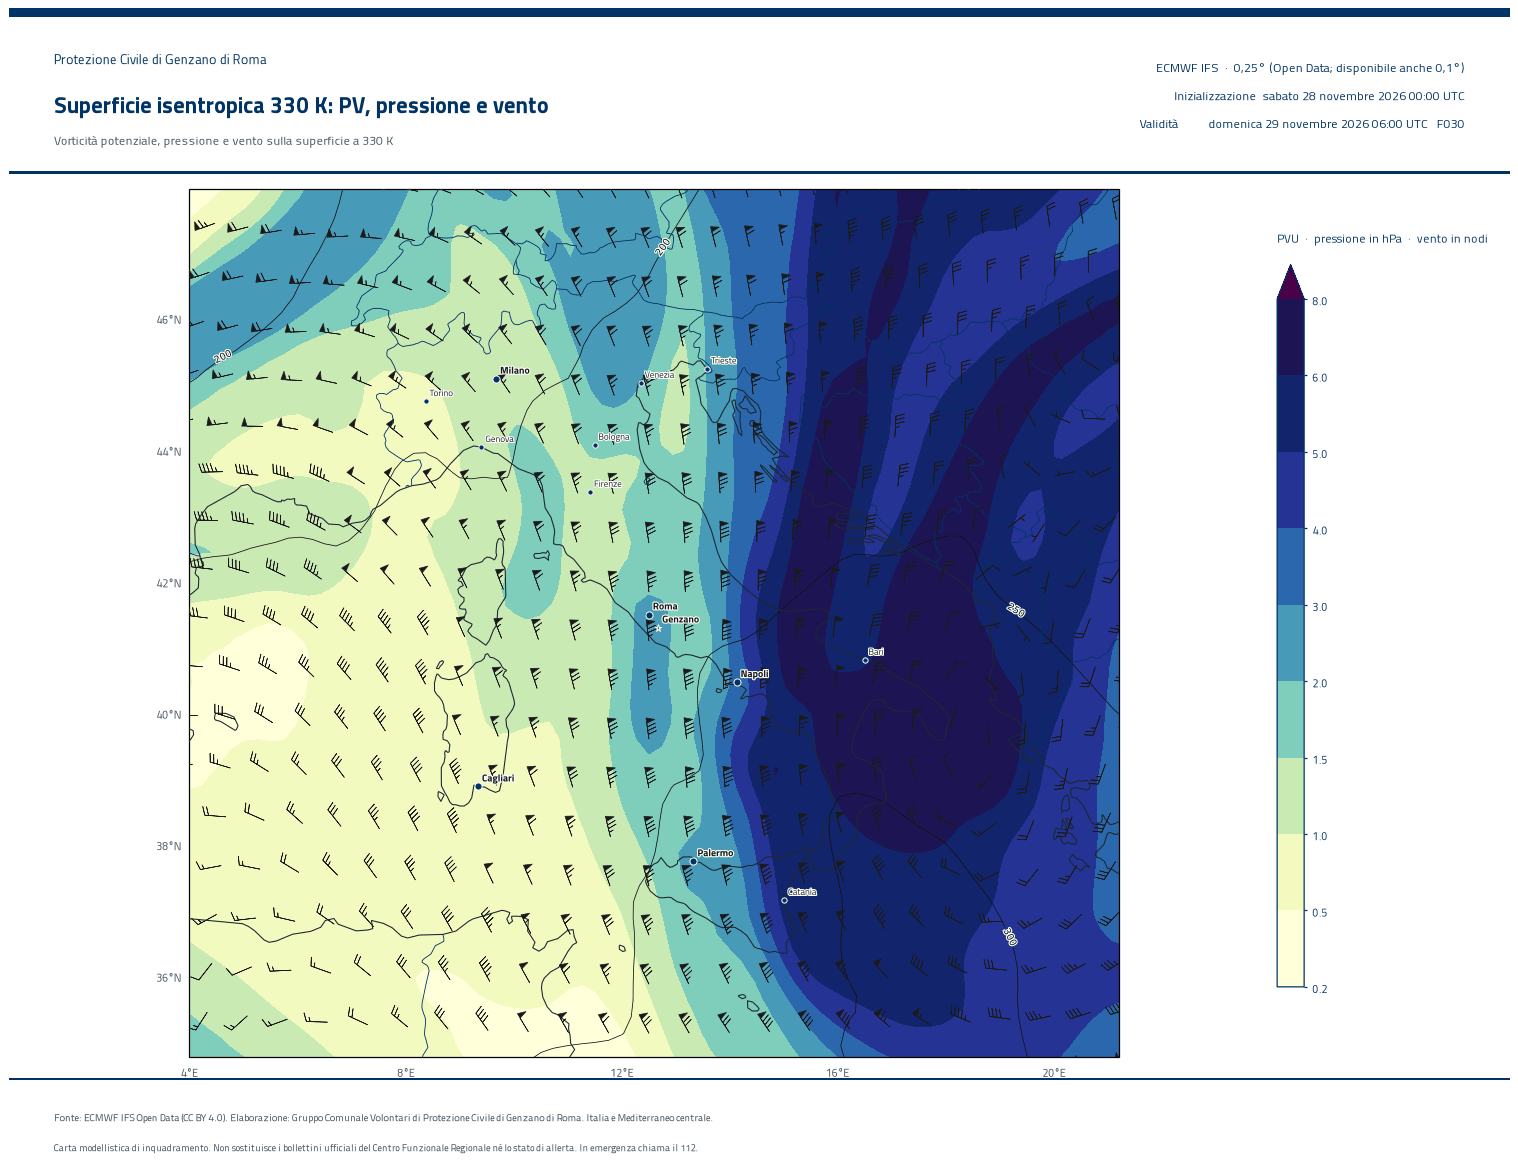 Protezione Civile di Genzano di Roma
Superficie isentropica 330 K: PV, pressione e vento
Vorticità potenziale, pressione e vento sulla superficie a 330 K
ECMWF IFS · 0,25° (Open Data; disponibile anche 0,1°)
Inizializzazione sabato 28 novembre 2026 00:00 UTC
Validità domenica 29 novembre 2026 06:00 UTC F030
PVU · pressione in hPa · vento in nodi
8.0
6.0
5.0
4.0
3.0
2.0
1.5
1.0
0.5
0.2
46°N
44°N
42°N
40°N
38°N
36°N
4°E
8°E
12°E
16°E
20°E
200
200
250
300
Trieste
Milano
Venezia
Torino
Genova
Bologna
Firenze
Roma
Genzano
Bari
Napoli
Cagliari
Palermo
Catania
Fonte: ECMWF IFS Open Data (CC BY 4.0). Elaborazione: Gruppo Comunale Volontari di Protezione Civile di Genzano di Roma. Italia e Mediterraneo centrale.
Carta modellistica di inquadramento. Non sostituisce i bollettini ufficiali del Centro Funzionale Regionale né lo stato di allerta. In emergenza chiama il 112.